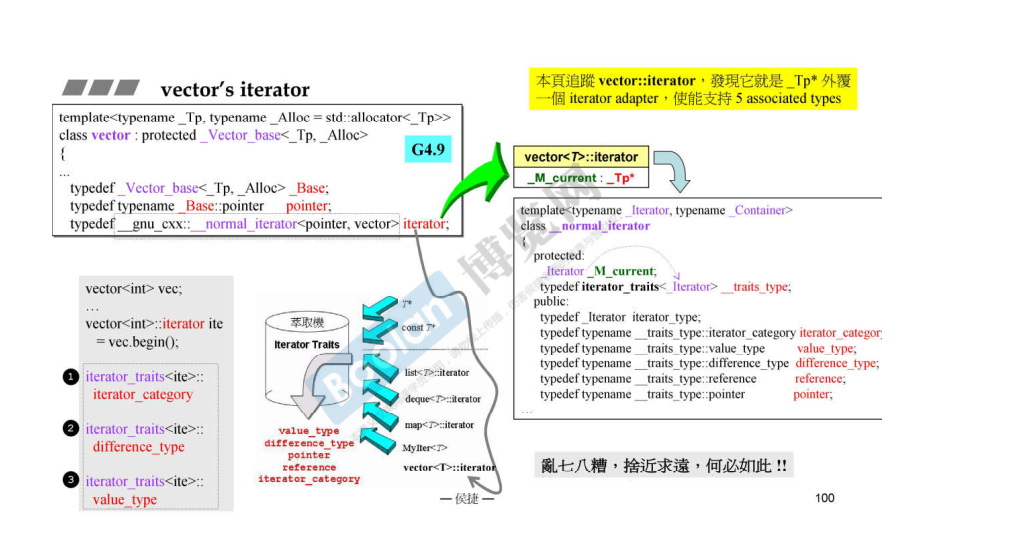 vector's iterator
template<typename _Tp, typename _Alloc = std::allocator<_Tp>>
class vector : protected _Vector_base<_Tp, _Alloc>
{
...
typedef _Vector_base<_Tp, _Alloc> _Base;
typedef typename _Base::pointer pointer;
typedef __gnu_cxx::__normal_iterator<pointer, vector> iterator;
G4.9
本頁追蹤 vector::iterator,發現它就是 _Tp* 外覆
一個 iterator adapter,使能支持 5 associated types
vector<T>::iterator
_M_current : _Tp*
template<typename _Iterator, typename _Container>
class __normal_iterator
{
protected:
_Iterator _M_current;
typedef iterator_traits<_Iterator> __traits_type;
public:
typedef _Iterator iterator_type;
typedef typename __traits_type::iterator_category iterator_category
typedef typename __traits_type::value_type value_type;
typedef typename __traits_type::difference_type difference_type;
typedef typename __traits_type::reference reference;
typedef typename __traits_type::pointer pointer;
...
vector<int> vec;
...
vector<int>::iterator ite
= vec.begin();
1 iterator_traits<ite>::
iterator_category
2 iterator_traits<ite>::
difference_type
3 iterator_traits<ite>::
value_type
萃取機
Iterator Traits
T*
const T*
list<T>::iterator
deque<T>::iterator
map<T>::iterator
MyIter<T>
vector<T>::iterator
value_type
difference_type
pointer
reference
iterator_category
亂七八糟,捨近求遠,何必如此 !!
— 侯捷 —
100
Boolan
博览网